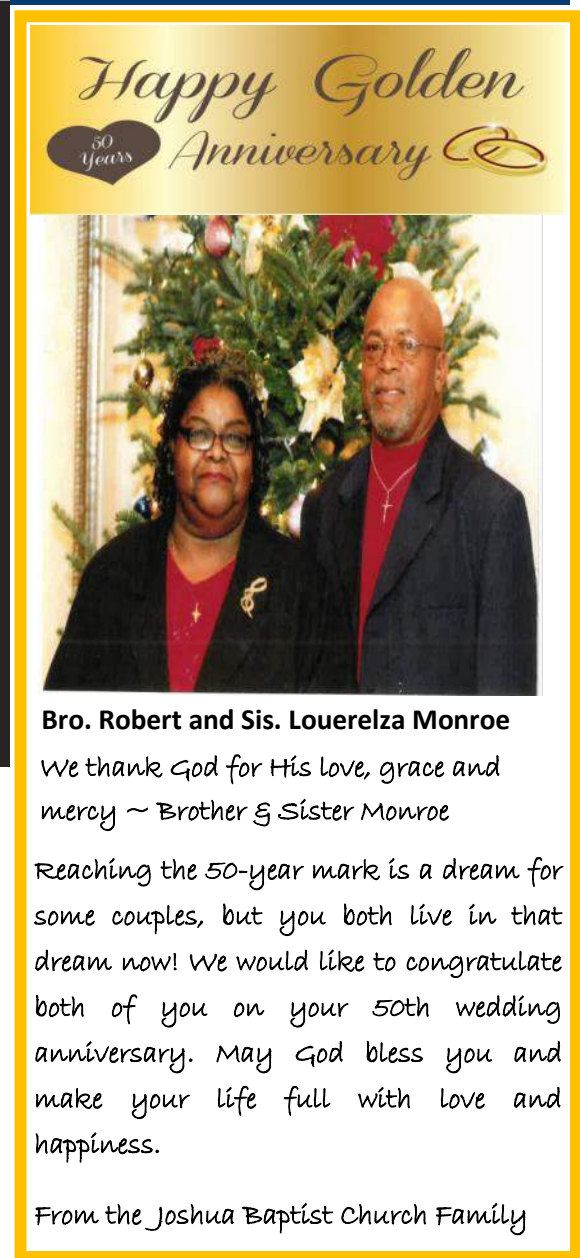 Happy Golden
50
Years
Anniversary
Bro. Robert and Sis. Louerelza Monroe
We thank God for His love, grace and
mercy ~ Brother & Sister Monroe
Reaching the 50-year mark is a dream for
some couples, but you both live in that
dream now! We would like to congratulate
both of you on your 50th wedding
anniversary. May God bless you and
make your life full with love and
happiness.
From the Joshua Baptist Church Family